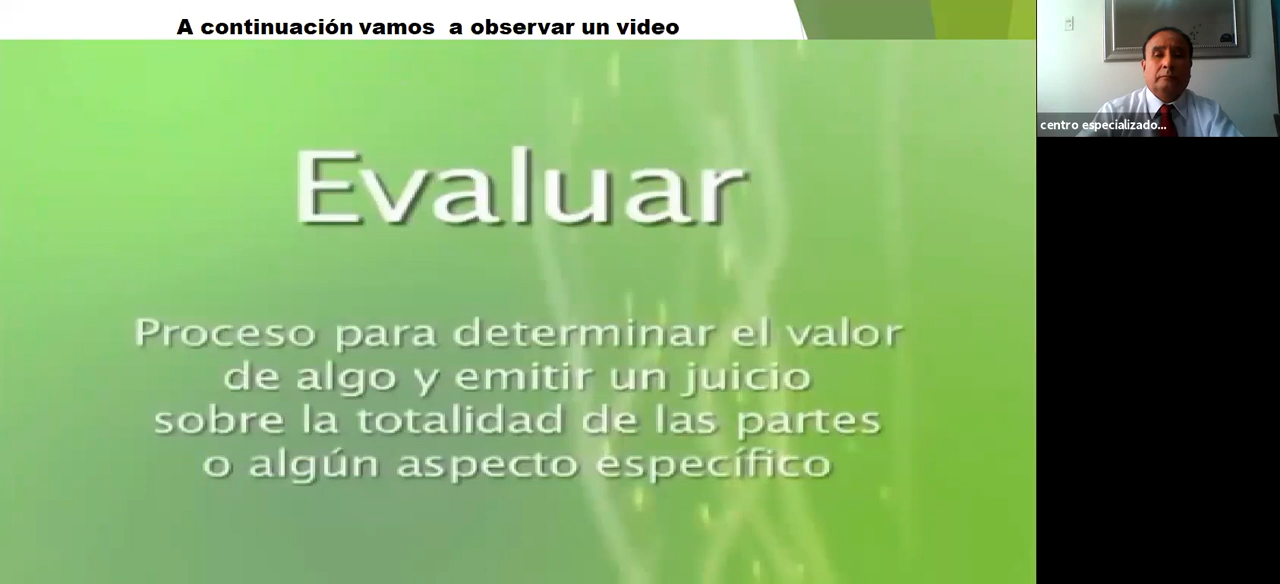 A continuación vamos a observar un video
centro especializado...
Evaluar
Proceso para determinar el valor
de algo y emitir un juicio
sobre la totalidad de las partes
o algún aspecto específico